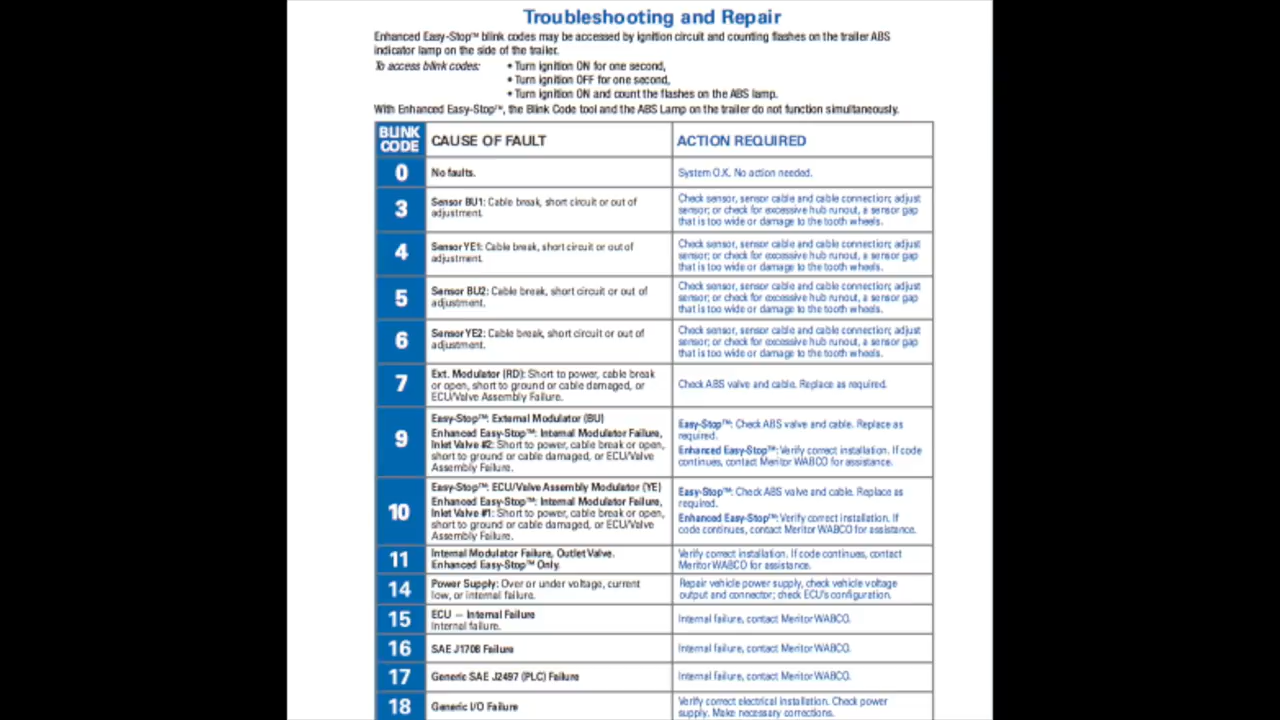 Troubleshooting and Repair
Enhanced Easy-Stop™ blink codes may be accessed by ignition circuit and counting flashes on the trailer ABS
indicator lamp on the side of the trailer.
To access blink codes: • Turn ignition ON for one second,
• Turn ignition OFF for one second,
• Turn ignition ON and count the flashes on the ABS lamp.
With Enhanced Easy-Stop™, the Blink Code tool and the ABS Lamp on the trailer do not function simultaneously.
BLINK
CODE
CAUSE OF FAULT
ACTION REQUIRED
0
No faults.
System O.K. No action needed.
3
Sensor BU1: Cable break, short circuit or out of
adjustment.
Check sensor, sensor cable and cable connection; adjust
sensor; or check for excessive hub runout, a sensor gap
that is too wide or damage to the tooth wheels.
4
Sensor YE1: Cable break, short circuit or out of
adjustment.
Check sensor, sensor cable and cable connection; adjust
sensor; or check for excessive hub runout, a sensor gap
that is too wide or damage to the tooth wheels.
5
Sensor BU2: Cable break, short circuit or out of
adjustment.
Check sensor, sensor cable and cable connection; adjust
sensor; or check for excessive hub runout, a sensor gap
that is too wide or damage to the tooth wheels.
6
Sensor YE2: Cable break, short circuit or out of
adjustment.
Check sensor, sensor cable and cable connection; adjust
sensor; or check for excessive hub runout, a sensor gap
that is too wide or damage to the tooth wheels.
7
Ext. Modulator (RD): Short to power, cable break
or open, short to ground or cable damaged, or
ECU/Valve Assembly Failure.
Check ABS valve and cable. Replace as required.
9
Easy-Stop™: External Modulator (BU)
Enhanced Easy-Stop™: Internal Modulator Failure,
Inlet Valve #2: Short to power, cable break or open,
short to ground or cable damaged, or ECU/Valve
Assembly Failure.
Easy-Stop™: Check ABS valve and cable. Replace as
required.
Enhanced Easy-Stop™: Verify correct installation. If code
continues, contact Meritor WABCO for assistance.
10
Easy-Stop™: ECU/Valve Assembly Modulator (YE)
Enhanced Easy-Stop™: Internal Modulator Failure,
Inlet Valve #1: Short to power, cable break or open,
short to ground or cable damaged, or ECU/Valve
Assembly Failure.
Easy-Stop™: Check ABS valve and cable. Replace as
required.
Enhanced Easy-Stop™: Verify correct installation. If
code continues, contact Meritor WABCO for assistance.
11
Internal Modulator Failure, Outlet Valve.
Enhanced Easy-Stop™ Only.
Verify correct installation. If code continues, contact
Meritor WABCO for assistance.
14
Power Supply: Over or under voltage, current
low, or internal failure.
Repair vehicle power supply, check vehicle voltage
output and connector; check ECU's configuration.
15
ECU — Internal Failure
Internal failure.
Internal failure, contact Meritor WABCO.
16
SAE J1708 Failure
Internal failure, contact Meritor WABCO.
17
Generic SAE J2497 (PLC) Failure
Internal failure, contact Meritor WABCO.
18
Generic I/O Failure
Verify correct electrical installation. Check power
supply. Make necessary corrections.